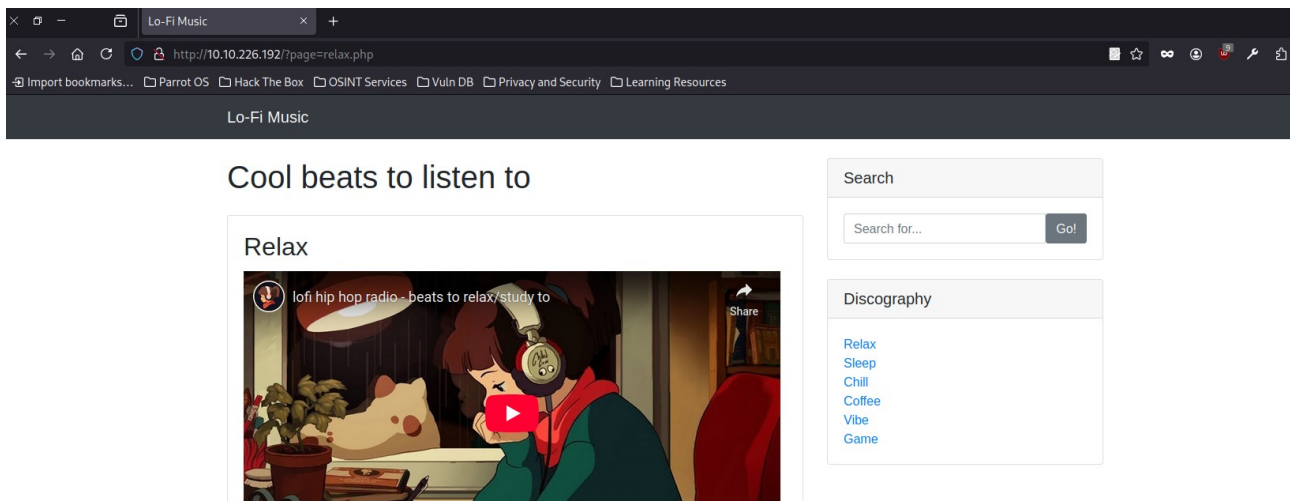 Lo-Fi Music
http://10.10.226.192/?page=relax.php
9
Import bookmarks... Parrot OS Hack The Box OSINT Services Vuln DB Privacy and Security Learning Resources
Lo-Fi Music
Cool beats to listen to
Relax
lofi hip hop radio - beats to relax/study to
Share
Search
Search for... Go!
Discography
Relax
Sleep
Chill
Coffee
Vibe
Game